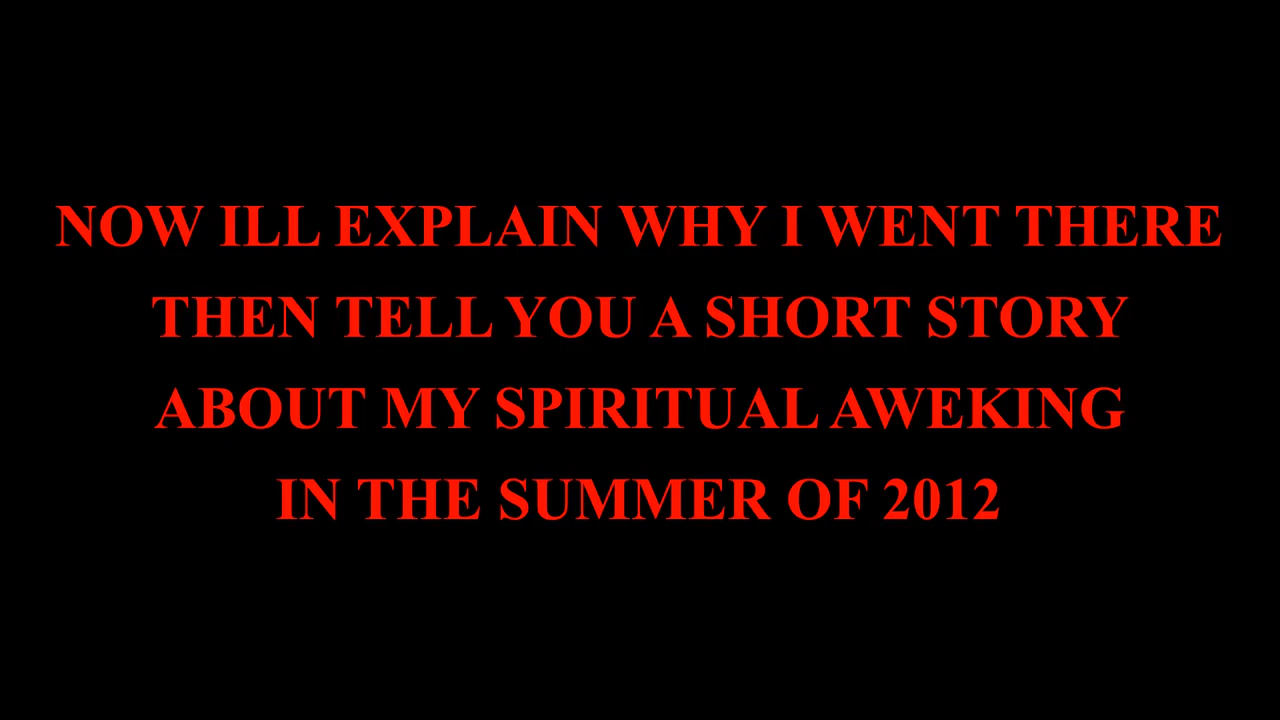 NOW ILL EXPLAIN WHY I WENT THERE
THEN TELL YOU A SHORT STORY
ABOUT MY SPIRITUAL AWEKING
IN THE SUMMER OF 2012